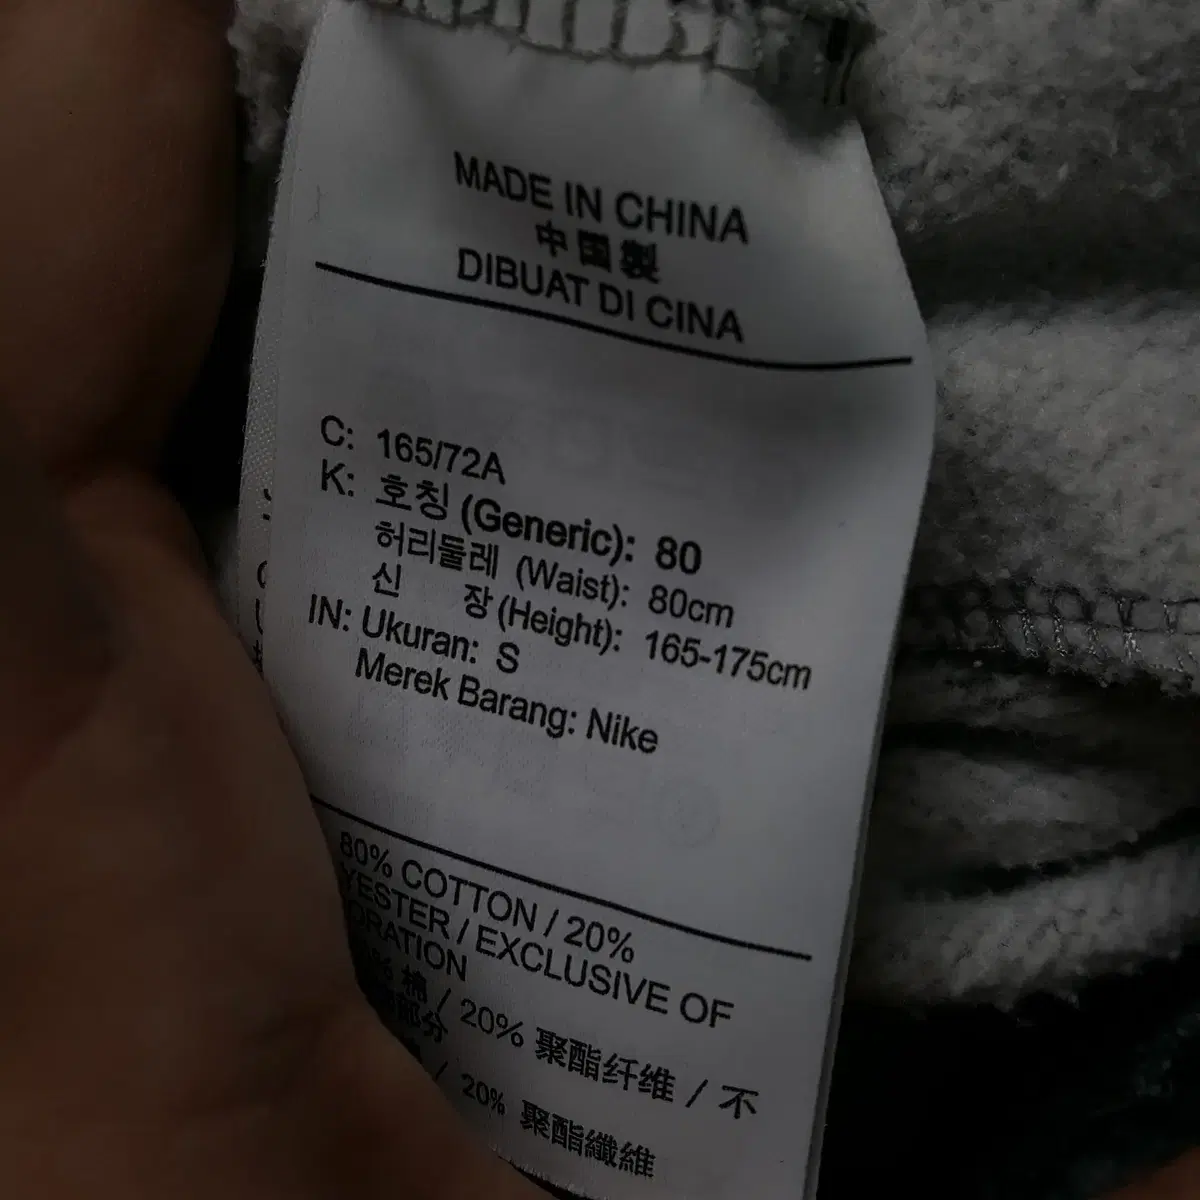 MADE IN CHINA
中国製
DIBUAT DI CINA
C: 165/72A
K: 호칭 (Generic): 80
허리둘레 (Waist): 80cm
신 장 (Height): 165-175cm
IN: Ukuran: S
Merek Barang: Nike
80% COTTON / 20%
YESTER / EXCLUSIVE OF
ORATION
% 棉 / 20% 聚酯纤维 / 不
部分
/ 20% 聚酯纖維